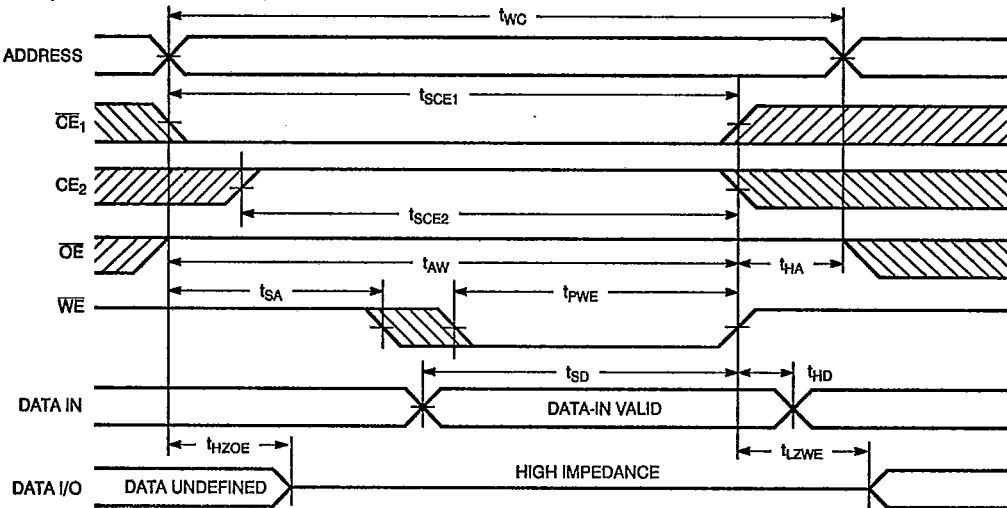 tWC
ADDRESS
tSCE1
CE1
CE2
tSCE2
OE
tAW
tHA
tSA
tPWE
WE
tSD
tHD
DATA IN
DATA-IN VALID
tHZOE
tLZWE
HIGH IMPEDANCE
DATA I/O
DATA UNDEFINED